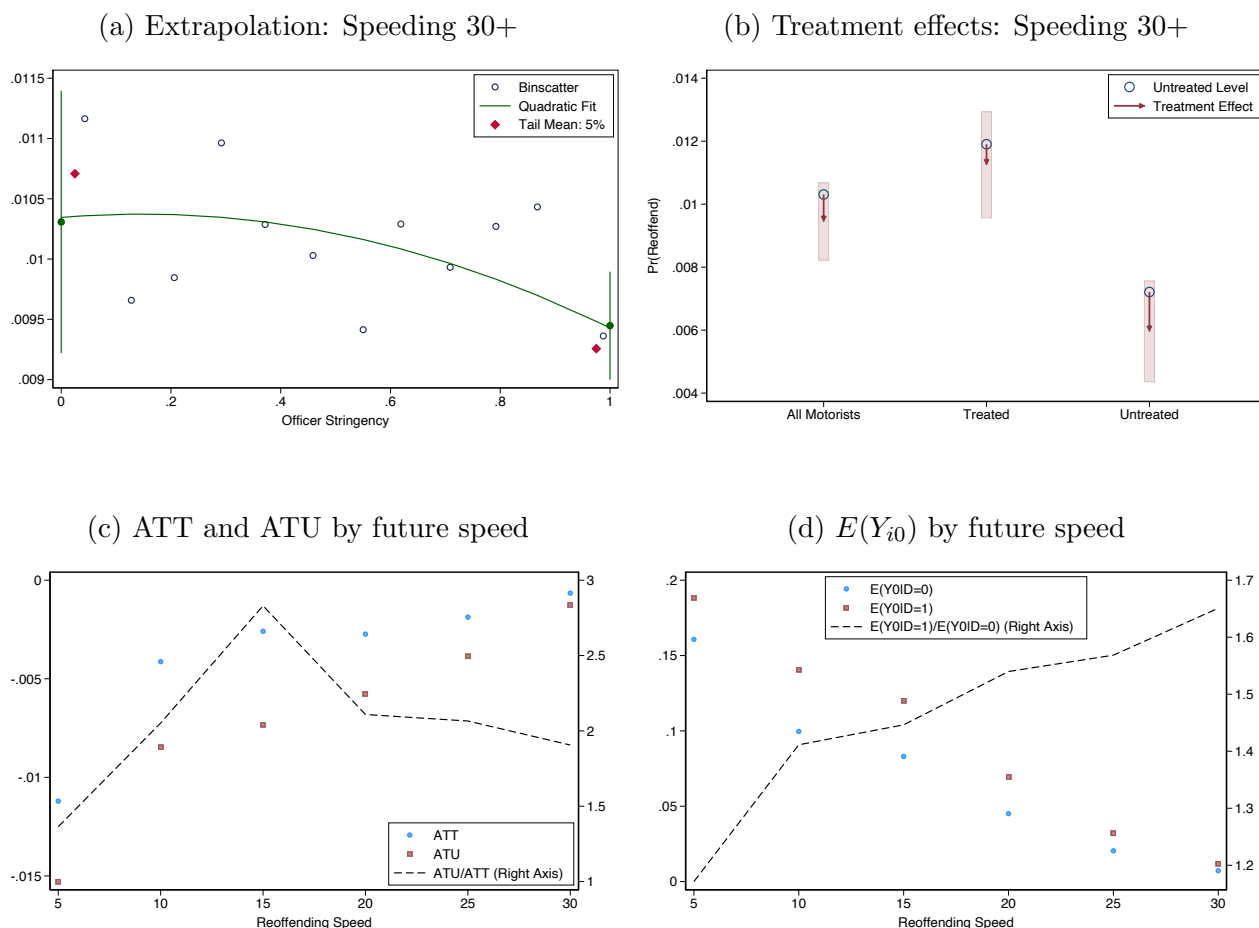 (a) Extrapolation: Speeding 30+
.0115
.011
.0105
.01
.0095
.009
0
.2
.4
.6
.8
1
Officer Stringency
Binscatter
Quadratic Fit
Tail Mean: 5%
(b) Treatment effects: Speeding 30+
Pr(Reoffend)
.014
.012
.01
.008
.006
.004
All Motorists
Treated
Untreated
Untreated Level
Treatment Effect
(c) ATT and ATU by future speed
0
-.005
-.01
-.015
3
2.5
2
1.5
1
5
10
15
20
25
30
Reoffending Speed
ATT
ATU
ATU/ATT (Right Axis)
(d) E(Y_{i0}) by future speed
.2
.15
.1
.05
0
1.7
1.6
1.5
1.4
1.3
1.2
5
10
15
20
25
30
Reoffending Speed
E(Y0ID=0)
E(Y0ID=1)
E(Y0ID=1)/E(Y0ID=0) (Right Axis)